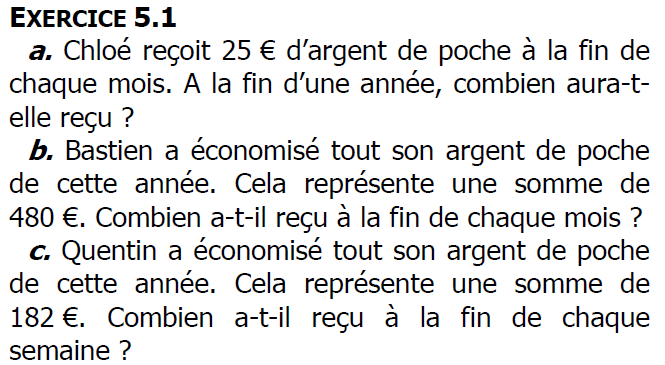 EXERCICE 5.1
a. Chloé reçoit 25 € d’argent de poche à la fin de
chaque mois. A la fin d’une année, combien aura-t-
elle reçu ?
b. Bastien a économisé tout son argent de poche
de cette année. Cela représente une somme de
480 €. Combien a-t-il reçu à la fin de chaque mois ?
c. Quentin a économisé tout son argent de poche
de cette année. Cela représente une somme de
182 €. Combien a-t-il reçu à la fin de chaque
semaine ?